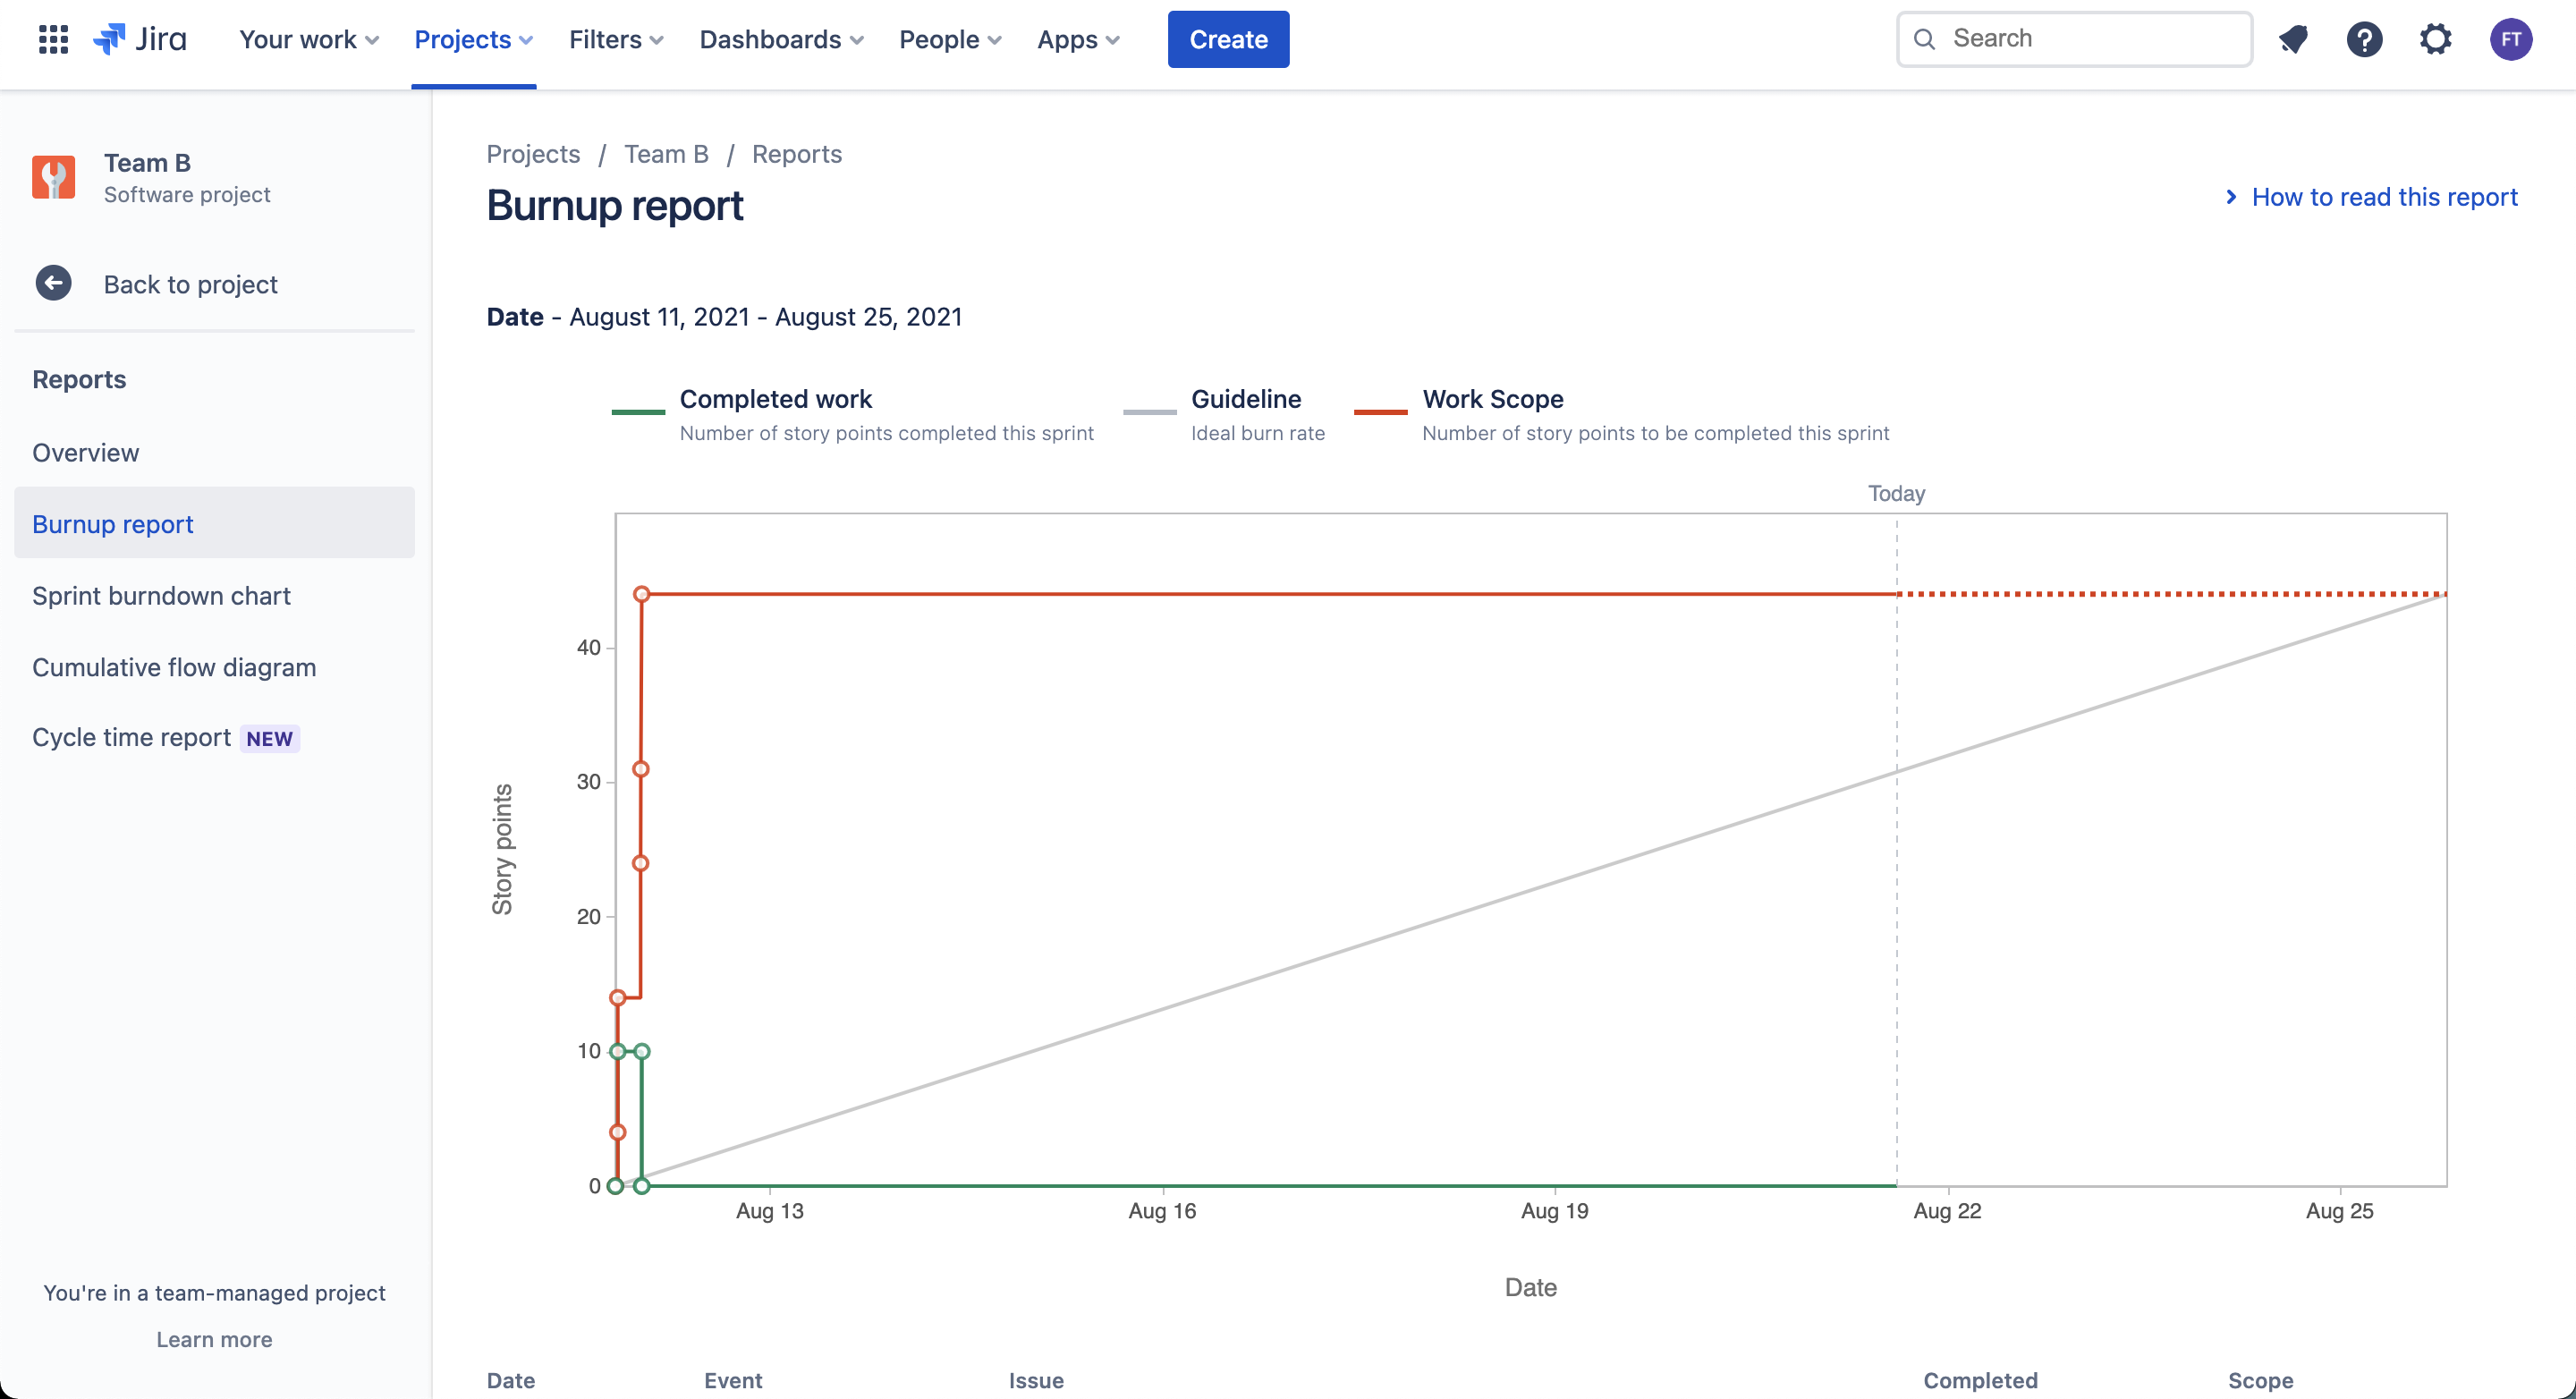 Jira
Your work
Projects
Filters
Dashboards
People
Apps
Create
Search
FT
Team B
Software project
Back to project
Reports
Overview
Burnup report
Sprint burndown chart
Cumulative flow diagram
Cycle time report NEW
You're in a team-managed project
Learn more
Projects / Team B / Reports
Burnup report
How to read this report
Date - August 11, 2021 - August 25, 2021
Completed work
Number of story points completed this sprint
Guideline
Ideal burn rate
Work Scope
Number of story points to be completed this sprint
Today
Story points
40
30
20
10
0
Aug 13
Aug 16
Aug 19
Aug 22
Aug 25
Date
Date Event Issue Completed Scope